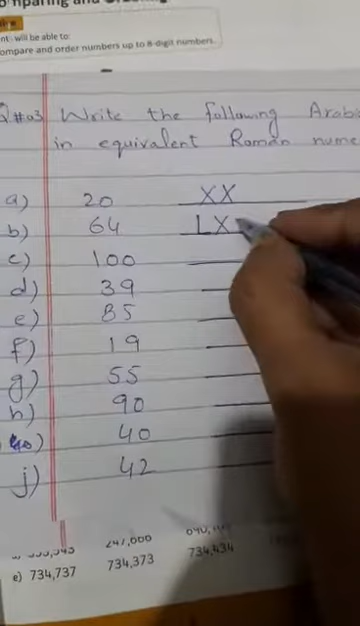 nt will be able to:
ompare and order numbers up to 8-digit numbers.
Q#03 Write the following Arab
in equivalent Roman nume
a) 20 XX
b) 64 LX
c) 100
d) 39
e) 85
f) 19
g) 55
h) 90
40
j) 42
247,000
e) 734,737 734,373 734,434